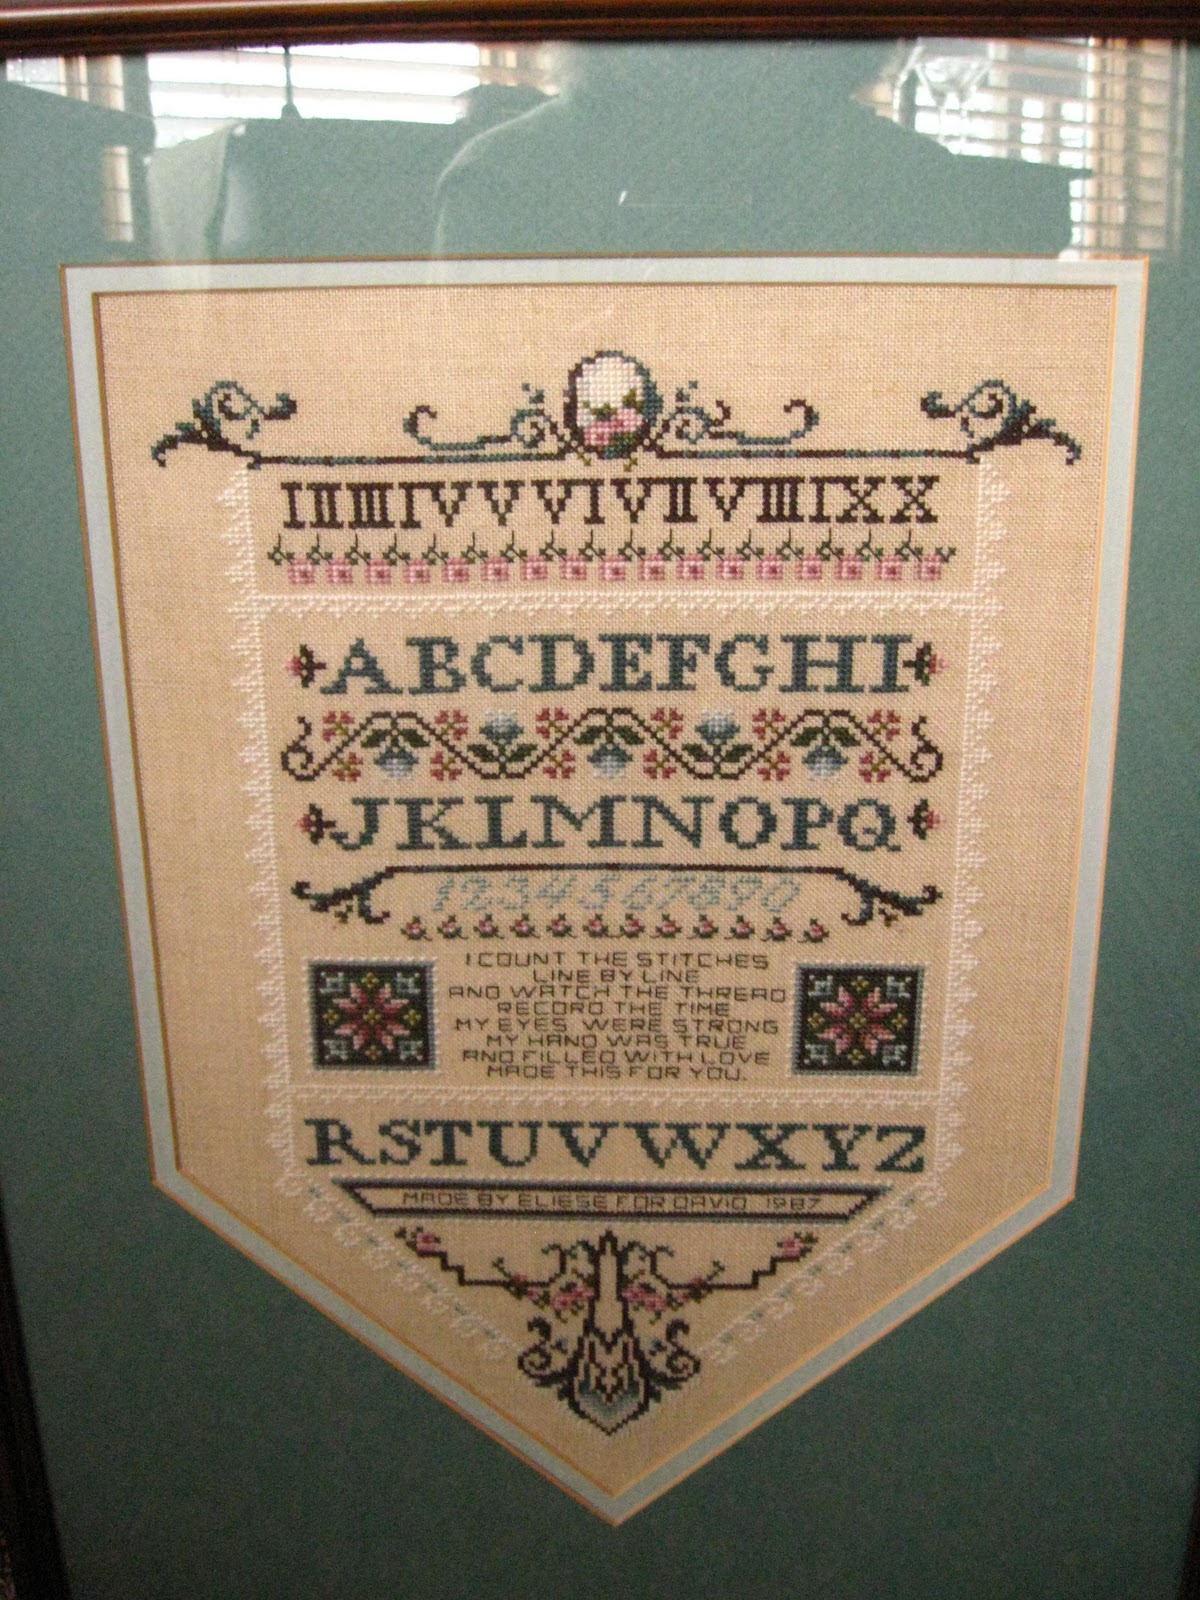 I II III IV V VI VII VIII IX X
ABCDEFGHI
JKLMNOPQ
1234567890
I COUNT THE STITCHES
LINE BY LINE
AND WATCH THE THREAD
RECORD THE TIME
MY EYES WERE STRONG
MY HAND WAS TRUE
AND FILLED WITH LOVE
MADE THIS FOR YOU.
RSTUVWXYZ
MADE BY ELIESE FOR DAVID 1987